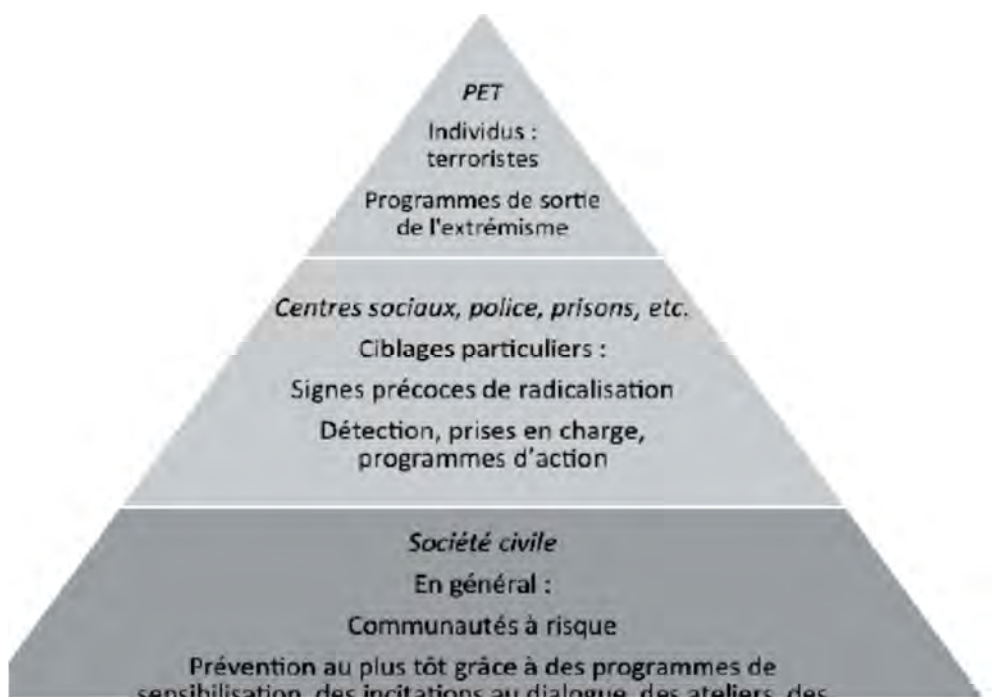 PET
Individus :
terroristes
Programmes de sortie
de l'extrémisme
Centres sociaux, police, prisons, etc.
Ciblages particuliers :
Signes précoces de radicalisation
Détection, prises en charge,
programmes d'action
Société civile
En général :
Communautés à risque
Prévention au plus tôt grâce à des programmes de
sensibilisation, des incitations au dialogue, des ateliers, des